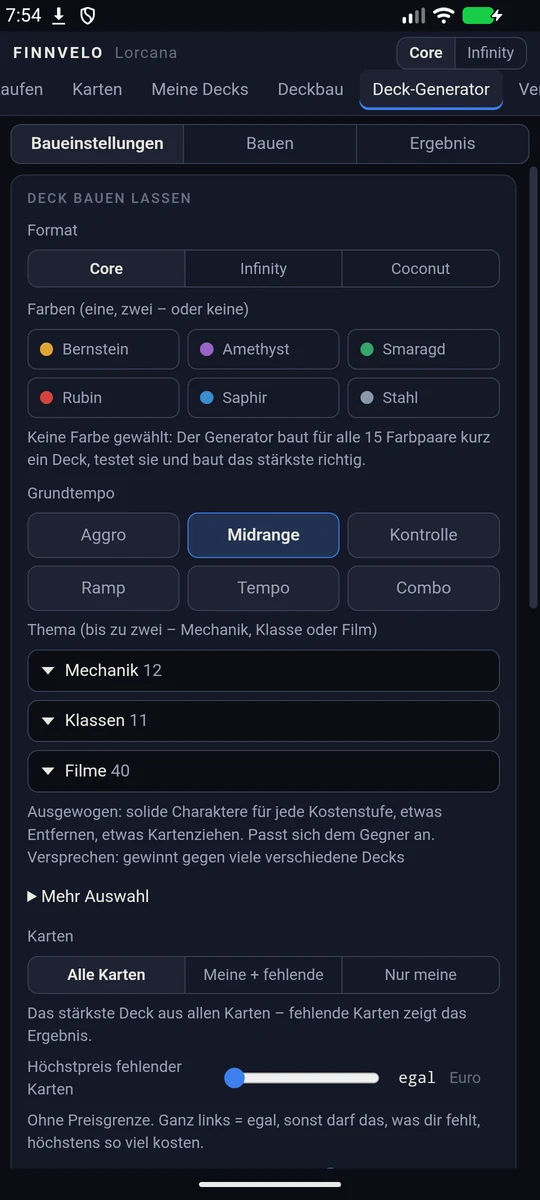 7:54
FINNVELO Lorcana
Core Infinity
aufen Karten Meine Decks Deckbau Deck-Generator Ve
Baueinstellungen Bauen Ergebnis
DECK BAUEN LASSEN
Format
Core Infinity Coconut
Farben (eine, zwei – oder keine)
Bernstein Amethyst Smaragd
Rubin Saphir Stahl
Keine Farbe gewählt: Der Generator baut für alle 15 Farbpaare kurz
ein Deck, testet sie und baut das stärkste richtig.
Grundtempo
Aggro Midrange Kontrolle
Ramp Tempo Combo
Thema (bis zu zwei – Mechanik, Klasse oder Film)
Mechanik 12
Klassen 11
Filme 40
Ausgewogen: solide Charaktere für jede Kostenstufe, etwas
Entfernen, etwas Kartenziehen. Passt sich dem Gegner an.
Versprechen: gewinnt gegen viele verschiedene Decks
Mehr Auswahl
Karten
Alle Karten Meine + fehlende Nur meine
Das stärkste Deck aus allen Karten – fehlende Karten zeigt das
Ergebnis.
Höchstpreis fehlender
Karten
egal Euro
Ohne Preisgrenze. Ganz links = egal, sonst darf das, was dir fehlt,
höchstens so viel kosten.